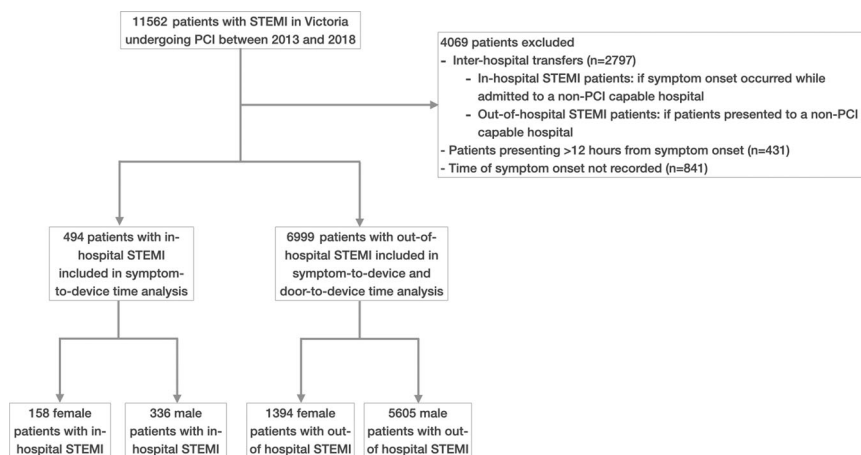 11562 patients with STEMI in Victoria
undergoing PCI between 2013 and 2018
4069 patients excluded
- Inter-hospital transfers (n=2797)
- In-hospital STEMI patients: if symptom onset occurred while
admitted to a non-PCI capable hospital
- Out-of-hospital STEMI patients: if patients presented to a non-PCI
capable hospital
- Patients presenting >12 hours from symptom onset (n=431)
- Time of symptom onset not recorded (n=841)
494 patients with in-
hospital STEMI
included in symptom-
to-device time analysis
6999 patients with out-of-
hospital STEMI included in
symptom-to-device and
door-to-device time analysis
158 female
patients with in-
hospital STEMI
336 male
patients with in-
hospital STEMI
1394 female
patients with out-
of hospital STEMI
5605 male
patients with out-
of hospital STEMI